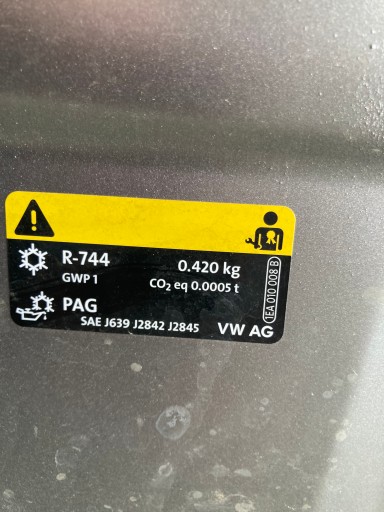 R-744 0.420 kg
GWP 1 CO₂ eq 0.0005 t
PAG
SAE J639 J2842 J2845 VW AG
1EA 010 008 B